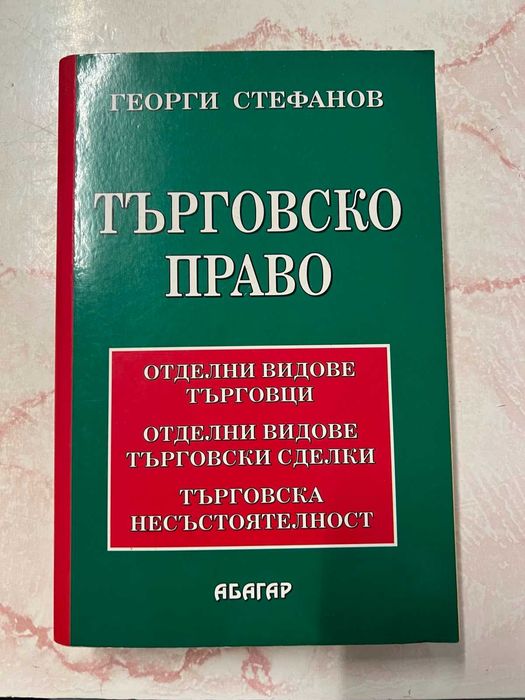 ГЕОРГИ СТЕФАНОВ
ТЪРГОВСКО
ПРАВО
ОТДЕЛНИ ВИДОВЕ
ТЪРГОВЦИ
ОТДЕЛНИ ВИДОВЕ
ТЪРГОВСКИ СДЕЛКИ
ТЪРГОВСКА
НЕСЪСТОЯТЕЛНОСТ
АБАГАР